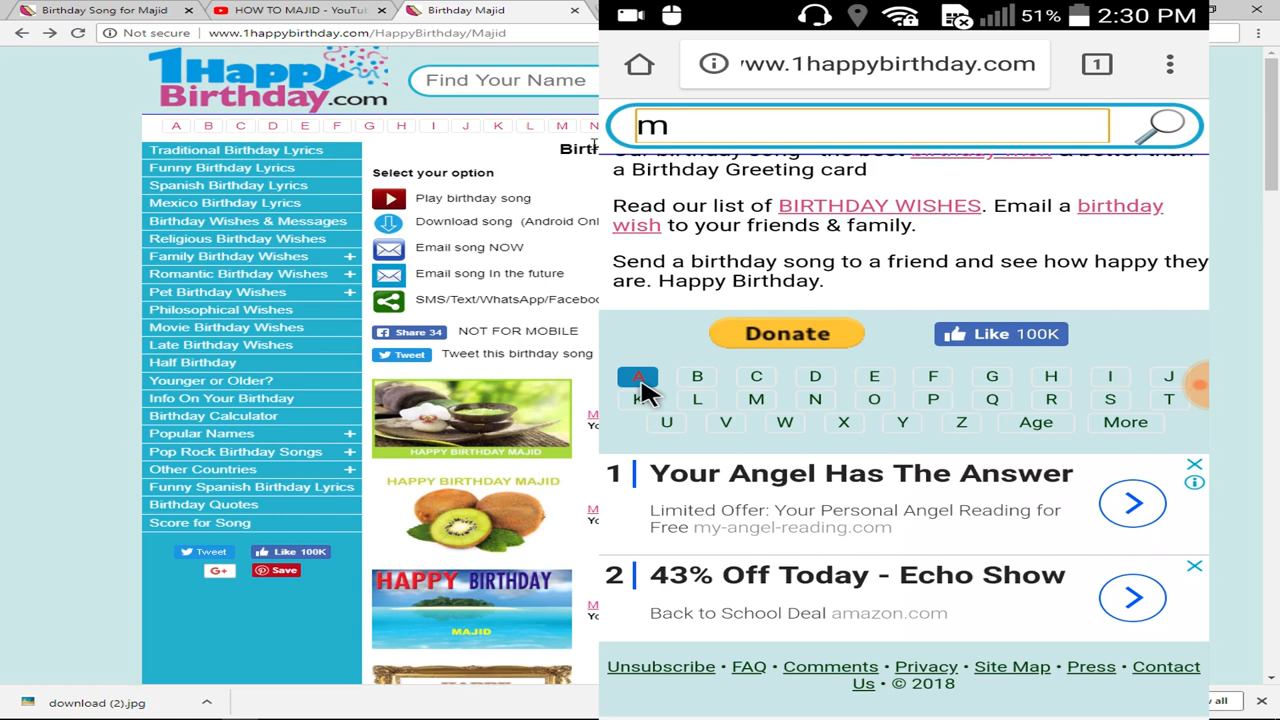 Birthday Song for Majid
HOW TO MAJID - YouTu
Birthday Majid
Not secure
www.1happybirthday.com/HappyBirthday/Majid
1Happy
Birthday.com
Find Your Name
A B C D E F G H I J K L M N
Traditional Birthday Lyrics
Funny Birthday Lyrics
Spanish Birthday Lyrics
Mexico Birthday Lyrics
Birthday Wishes & Messages
Religious Birthday Wishes
Family Birthday Wishes +
Romantic Birthday Wishes +
Pet Birthday Wishes +
Philosophical Wishes
Movie Birthday Wishes
Late Birthday Wishes
Half Birthday
Younger or Older?
Info On Your Birthday
Birthday Calculator
Popular Names +
Pop Rock Birthday Songs +
Other Countries +
Funny Spanish Birthday Lyrics
Birthday Quotes
Score for Song
Tweet
Like 100K
G+
Save
Birt
Select your option
Play birthday song
Download song (Android Onl
Email song NOW
Email song In the future
SMS/Text/WhatsApp/Faceboo
Share 34
NOT FOR MOBILE
Tweet
Tweet this birthday song
HAPPY BIRTHDAY MAJID
M
Yo
HAPPY BIRTHDAY MAJID
M
Yo
HAPPY BIRTHDAY
MAJID
M
Yo
download (2).jpg
51%
2:30 PM
ww.1happybirthday.com
1
m
a Birthday Greeting card
Read our list of BIRTHDAY WISHES. Email a birthday
wish to your friends & family.
Send a birthday song to a friend and see how happy they
are. Happy Birthday.
Donate
Like 100K
A B C D E F G H I J
K L M N O P Q R S T
U V W X Y Z Age More
1 Your Angel Has The Answer
Limited Offer: Your Personal Angel Reading for
Free my-angel-reading.com
2 43% Off Today - Echo Show
Back to School Deal amazon.com
Unsubscribe • FAQ • Comments • Privacy • Site Map • Press • Contact
Us • © 2018
all